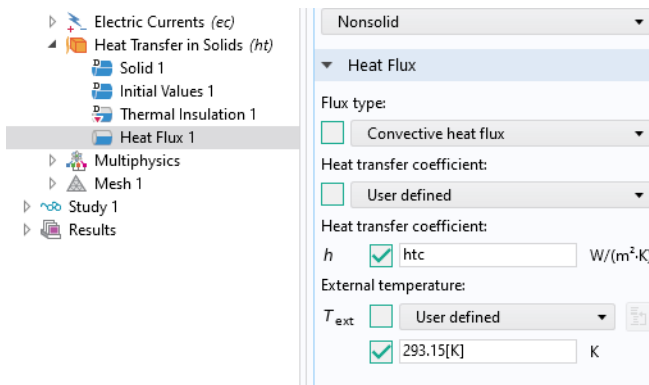 Electric Currents (ec)
Heat Transfer in Solids (ht)
D Solid 1
D Initial Values 1
D Thermal Insulation 1
Heat Flux 1
Multiphysics
Mesh 1
Study 1
Results
Nonsolid
Heat Flux
Flux type:
Convective heat flux
Heat transfer coefficient:
User defined
Heat transfer coefficient:
h htc W/(m²·K)
External temperature:
Text User defined
293.15[K] K